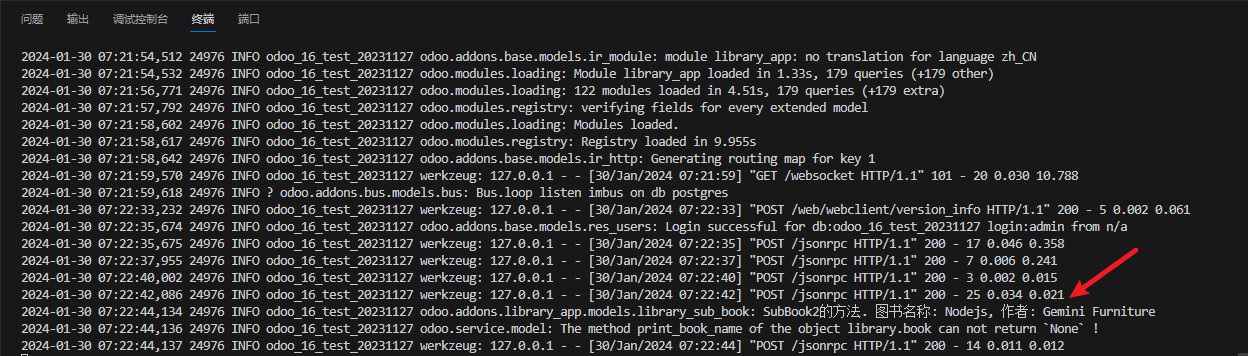 问题 输出 调试控制台 终端 端口
2024-01-30 07:21:54,512 24976 INFO odoo_16_test_20231127 odoo.addons.base.models.ir_module: module library_app: no translation for language zh_CN
2024-01-30 07:21:54,532 24976 INFO odoo_16_test_20231127 odoo.modules.loading: Module library_app loaded in 1.33s, 179 queries (+179 other)
2024-01-30 07:21:56,771 24976 INFO odoo_16_test_20231127 odoo.modules.loading: 122 modules loaded in 4.51s, 179 queries (+179 extra)
2024-01-30 07:21:57,792 24976 INFO odoo_16_test_20231127 odoo.modules.registry: verifying fields for every extended model
2024-01-30 07:21:58,602 24976 INFO odoo_16_test_20231127 odoo.modules.loading: Modules loaded.
2024-01-30 07:21:58,617 24976 INFO odoo_16_test_20231127 odoo.modules.registry: Registry loaded in 9.955s
2024-01-30 07:21:58,642 24976 INFO odoo_16_test_20231127 odoo.addons.base.models.ir_http: Generating routing map for key 1
2024-01-30 07:21:59,570 24976 INFO odoo_16_test_20231127 werkzeug: 127.0.0.1 - - [30/Jan/2024 07:21:59] "GET /websocket HTTP/1.1" 101 - 20 0.030 10.788
2024-01-30 07:21:59,618 24976 INFO ? odoo.addons.bus.models.bus: Bus.loop listen imbus on db postgres
2024-01-30 07:22:33,232 24976 INFO odoo_16_test_20231127 werkzeug: 127.0.0.1 - - [30/Jan/2024 07:22:33] "POST /web/webclient/version_info HTTP/1.1" 200 - 5 0.002 0.061
2024-01-30 07:22:35,674 24976 INFO odoo_16_test_20231127 odoo.addons.base.models.res_users: Login successful for db:odoo_16_test_20231127 login:admin from n/a
2024-01-30 07:22:35,675 24976 INFO odoo_16_test_20231127 werkzeug: 127.0.0.1 - - [30/Jan/2024 07:22:35] "POST /jsonrpc HTTP/1.1" 200 - 17 0.046 0.358
2024-01-30 07:22:37,955 24976 INFO odoo_16_test_20231127 werkzeug: 127.0.0.1 - - [30/Jan/2024 07:22:37] "POST /jsonrpc HTTP/1.1" 200 - 7 0.006 0.241
2024-01-30 07:22:40,002 24976 INFO odoo_16_test_20231127 werkzeug: 127.0.0.1 - - [30/Jan/2024 07:22:40] "POST /jsonrpc HTTP/1.1" 200 - 3 0.002 0.015
2024-01-30 07:22:42,086 24976 INFO odoo_16_test_20231127 werkzeug: 127.0.0.1 - - [30/Jan/2024 07:22:42] "POST /jsonrpc HTTP/1.1" 200 - 25 0.034 0.021
2024-01-30 07:22:44,134 24976 INFO odoo_16_test_20231127 odoo.addons.library_app.models.library_sub_book: SubBook2的方法. 图书名称: Nodejs, 作者: Gemini Furniture
2024-01-30 07:22:44,136 24976 INFO odoo_16_test_20231127 odoo.service.model: The method print_book_name of the object library.book can not return `None` !
2024-01-30 07:22:44,137 24976 INFO odoo_16_test_20231127 werkzeug: 127.0.0.1 - - [30/Jan/2024 07:22:44] "POST /jsonrpc HTTP/1.1" 200 - 14 0.011 0.012